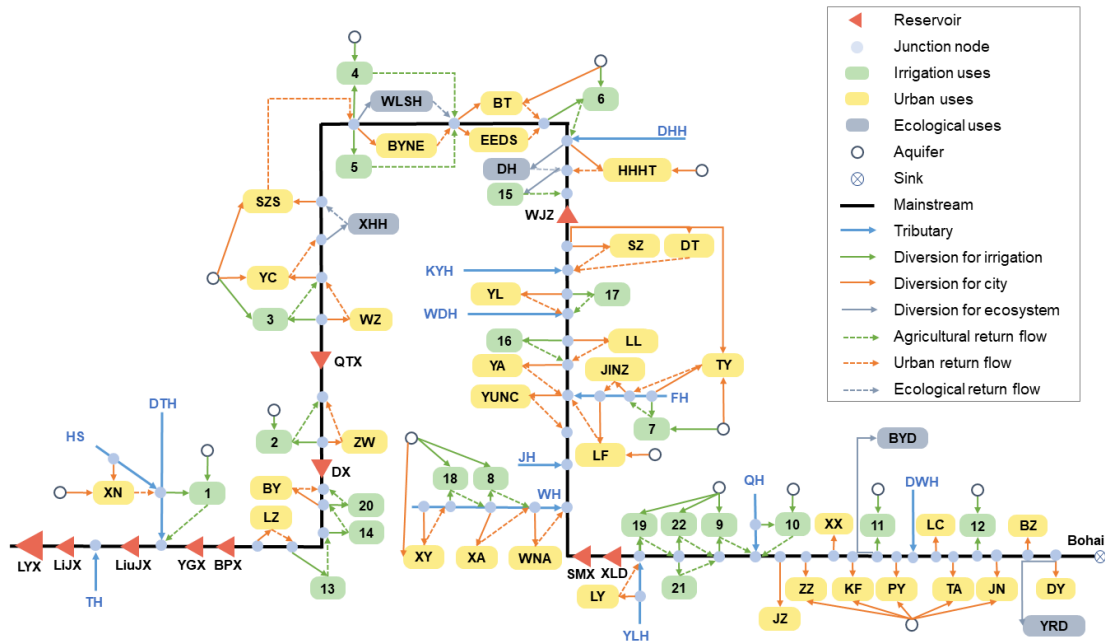 Reservoir
Junction node
Irrigation uses
Urban uses
Ecological uses
Aquifer
Sink
Mainstream
Tributary
Diversion for irrigation
Diversion for city
Diversion for ecosystem
Agricultural return flow
Urban return flow
Ecological return flow
4
WLSH
BT
6
BYNE
EEDS
DHH
5
DH
HHHT
15
SZS
XHH
WJZ
SZ
DT
YC
KYH
3
WZ
YL
17
WDH
QTX
16
LL
YA
JINZ
TY
YUNC
FH
DTH
7
HS
2
ZW
LF
BYD
JH
DX
XN
1
BY
20
18
8
WH
QH
DWH
LZ
14
19
22
9
10
XX
11
LC
12
BZ
XY
XA
WNA
Bohai
LYX
LiJX
LiuJX
YGX
BPX
13
SMX
XLD
LY
21
ZZ
KF
PY
TA
JN
DY
TH
JZ
YLH
YRD